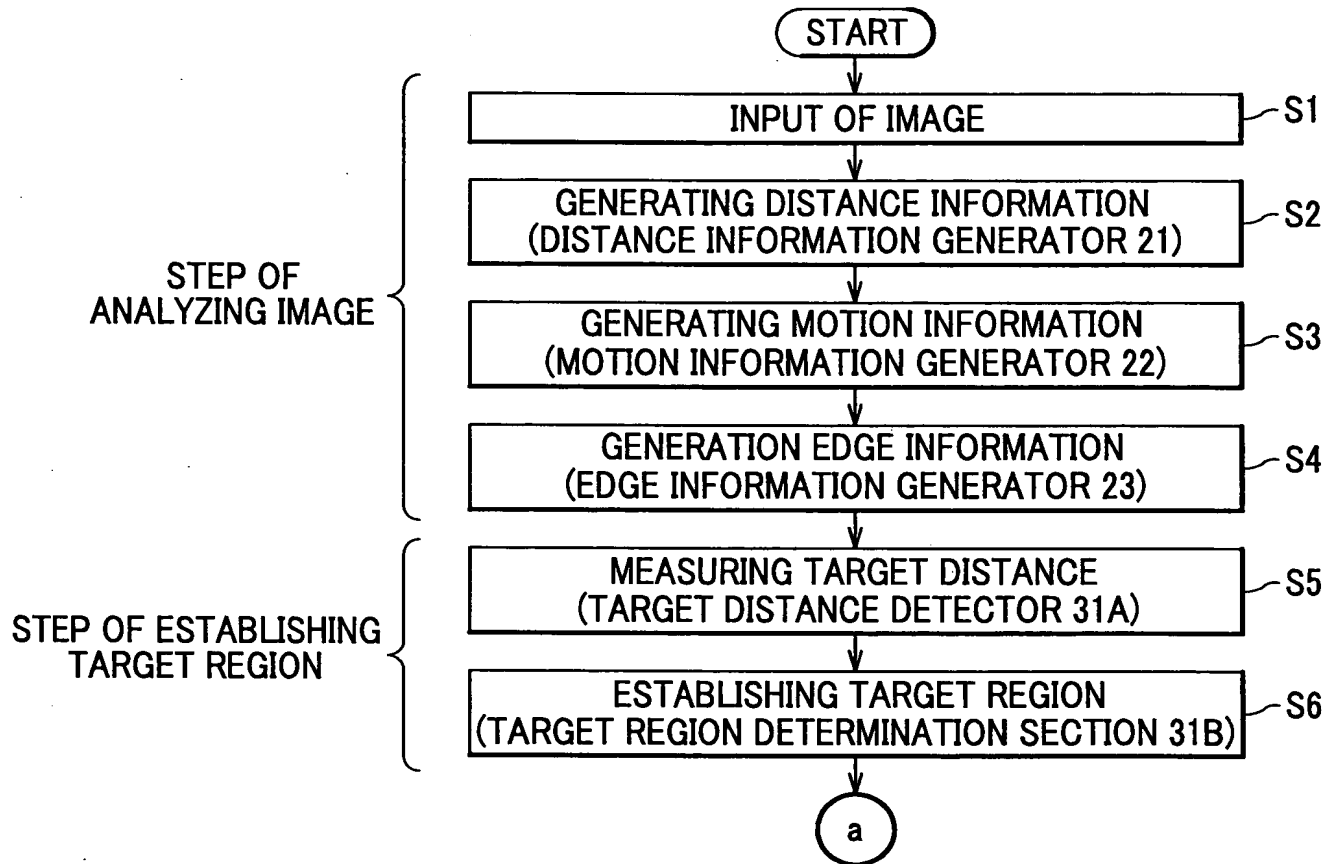 START
INPUT OF IMAGE
S1
GENERATING DISTANCE INFORMATION
(DISTANCE INFORMATION GENERATOR 21)
S2
STEP OF
ANALYZING IMAGE
GENERATING MOTION INFORMATION
(MOTION INFORMATION GENERATOR 22)
S3
GENERATION EDGE INFORMATION
(EDGE INFORMATION GENERATOR 23)
S4
MEASURING TARGET DISTANCE
(TARGET DISTANCE DETECTOR 31A)
S5
STEP OF ESTABLISHING
TARGET REGION
ESTABLISHING TARGET REGION
(TARGET REGION DETERMINATION SECTION 31B)
S6
a